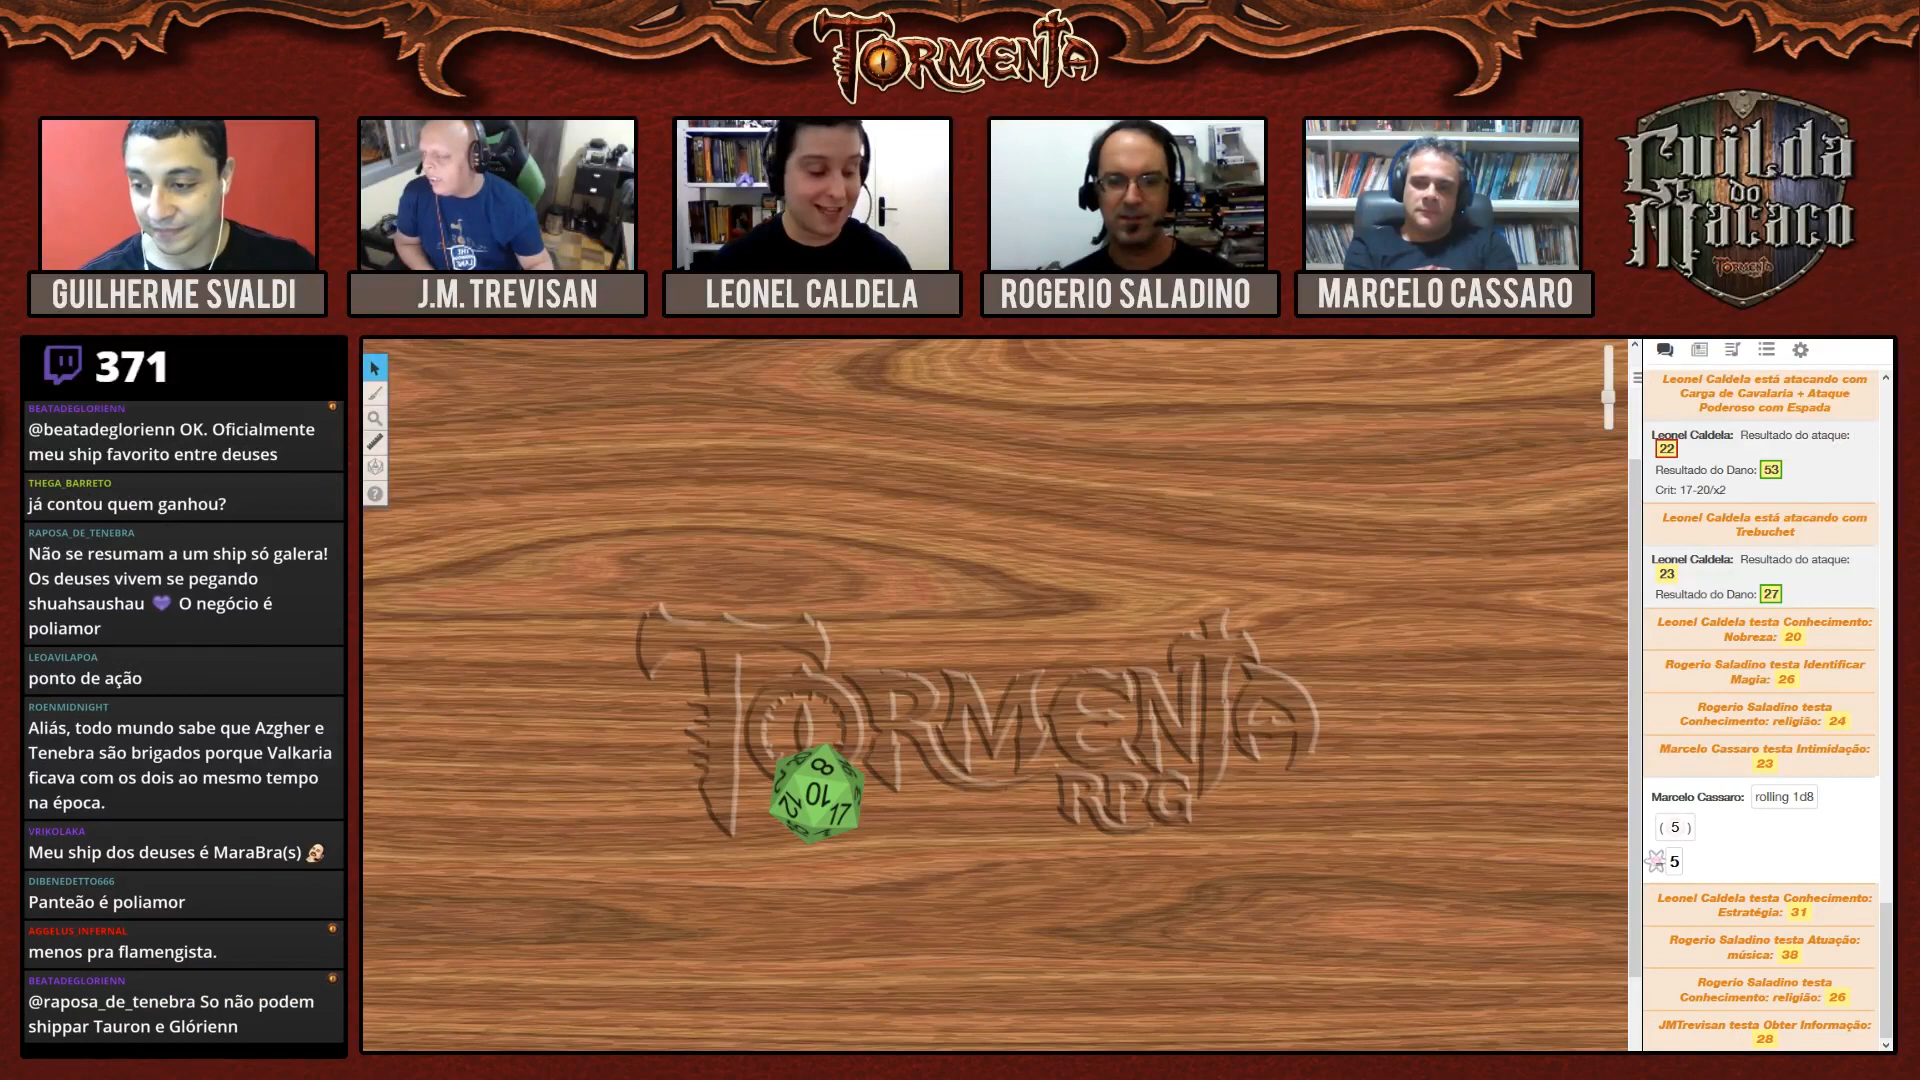 TORMENTA
GUILHERME SVALDI
J.M. TREVISAN
LEONEL CALDELA
ROGERIO SALADINO
MARCELO CASSARO
Guilda
do
Macaco
TORMENTA
371
BEATADEGLORIENN
@beatadeglorienn OK. Oficialmente
meu ship favorito entre deuses
THEGA_BARRETO
já contou quem ganhou?
RAPOSA_DE_TENEBRA
Não se resumam a um ship só galera!
Os deuses vivem se pegando
shuahsaushau 💜 O negócio é
poliamor
LEOAVILAPOA
ponto de ação
ROENMIDNIGHT
Aliás, todo mundo sabe que Azgher e
Tenebra são brigados porque Valkaria
ficava com os dois ao mesmo tempo
na época.
VRIKOLAKA
Meu ship dos deuses é MaraBra(s)
DIBENEDETTO666
Panteão é poliamor
AGGELUS_INFERNAL
menos pra flamengista.
BEATADEGLORIENN
@raposa_de_tenebra So não podem
shippar Tauron e Glórienn
TORMENTA
RPG
8
10
12
17
Leonel Caldela está atacando com
Carga de Cavalaria + Ataque
Poderoso com Espada
Leonel Caldela: Resultado do ataque:
22
Resultado do Dano: 53
Crit: 17-20/x2
Leonel Caldela está atacando com
Trebuchet
Leonel Caldela: Resultado do ataque:
23
Resultado do Dano: 27
Leonel Caldela testa Conhecimento:
Nobreza: 20
Rogerio Saladino testa Identificar
Magia: 26
Rogerio Saladino testa
Conhecimento: religião: 24
Marcelo Cassaro testa Intimidação:
23
Marcelo Cassaro: rolling 1d8
( 5 )
5
Leonel Caldela testa Conhecimento:
Estratégia: 31
Rogerio Saladino testa Atuação:
música: 38
Rogerio Saladino testa
Conhecimento: religião: 26
JMTrevisan testa Obter Informação:
28